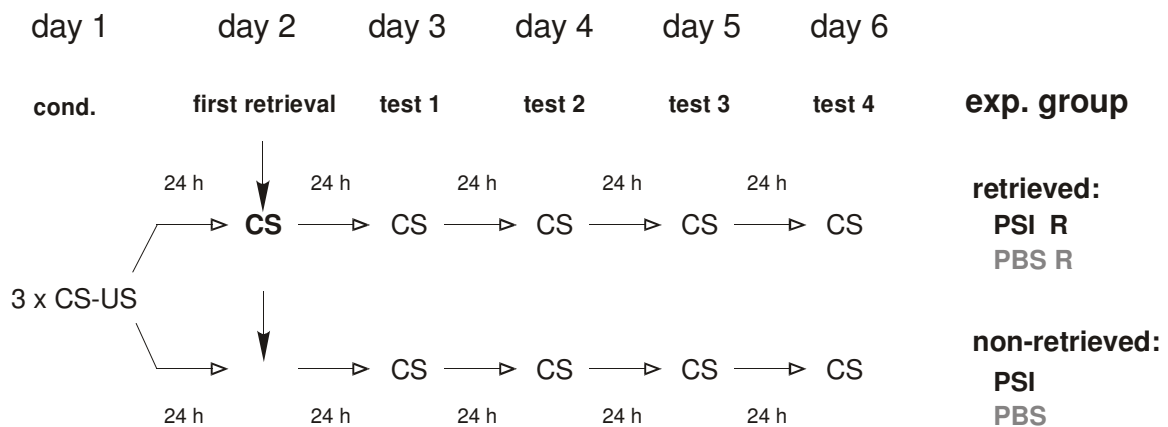 day 1 day 2 day 3 day 4 day 5 day 6
cond. first retrieval test 1 test 2 test 3 test 4 exp. group
24 h 24 h 24 h 24 h 24 h
retrieved:
CS CS CS CS CS PSI R
PBS R
3 x CS-US
non-retrieved:
CS CS CS CS PSI
24 h 24 h 24 h 24 h 24 h PBS